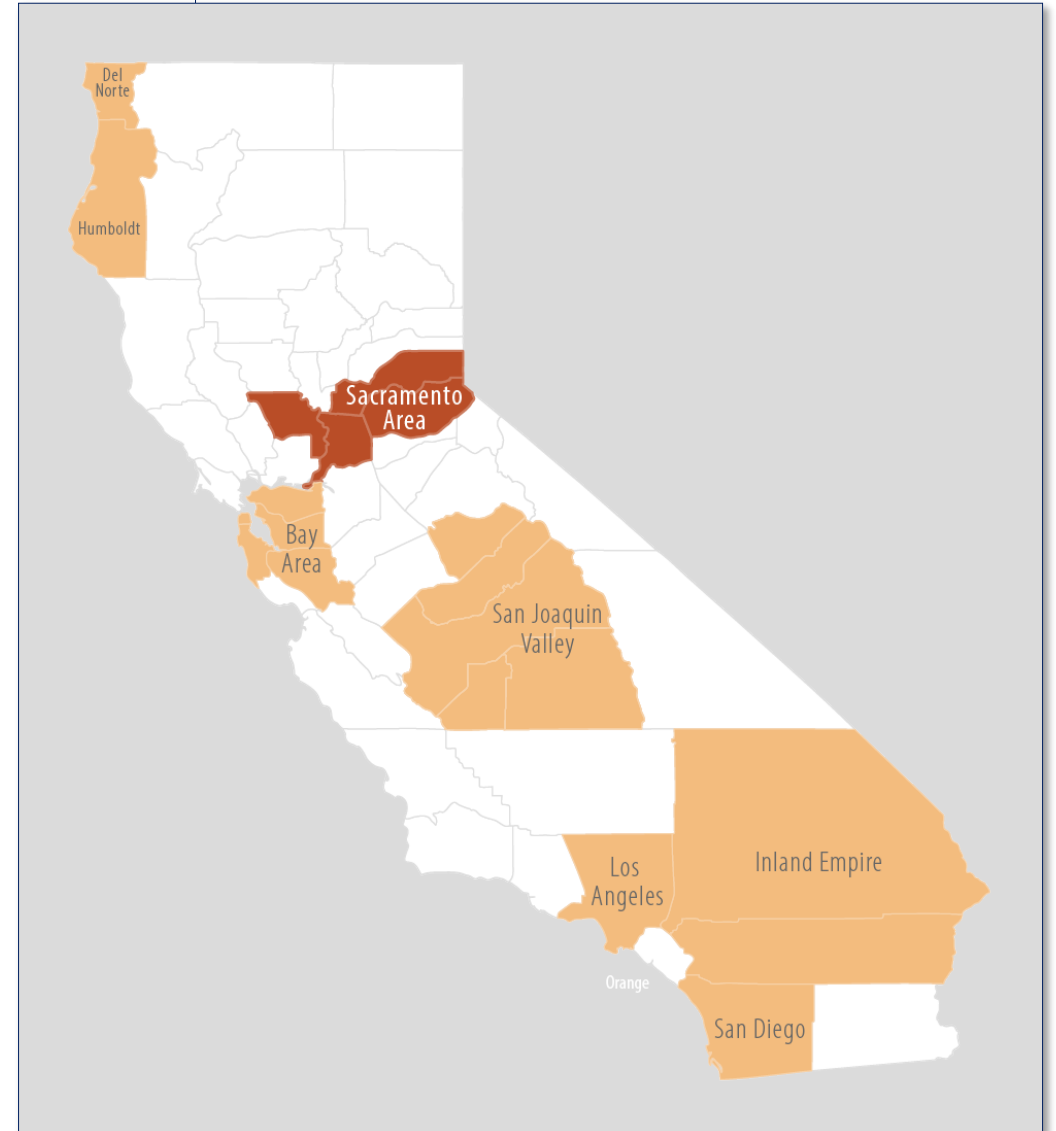 Del
Norte
Humboldt
Sacramento
Area
Bay
Area
San Joaquin
Valley
Los
Angeles
Inland Empire
Orange
San Diego